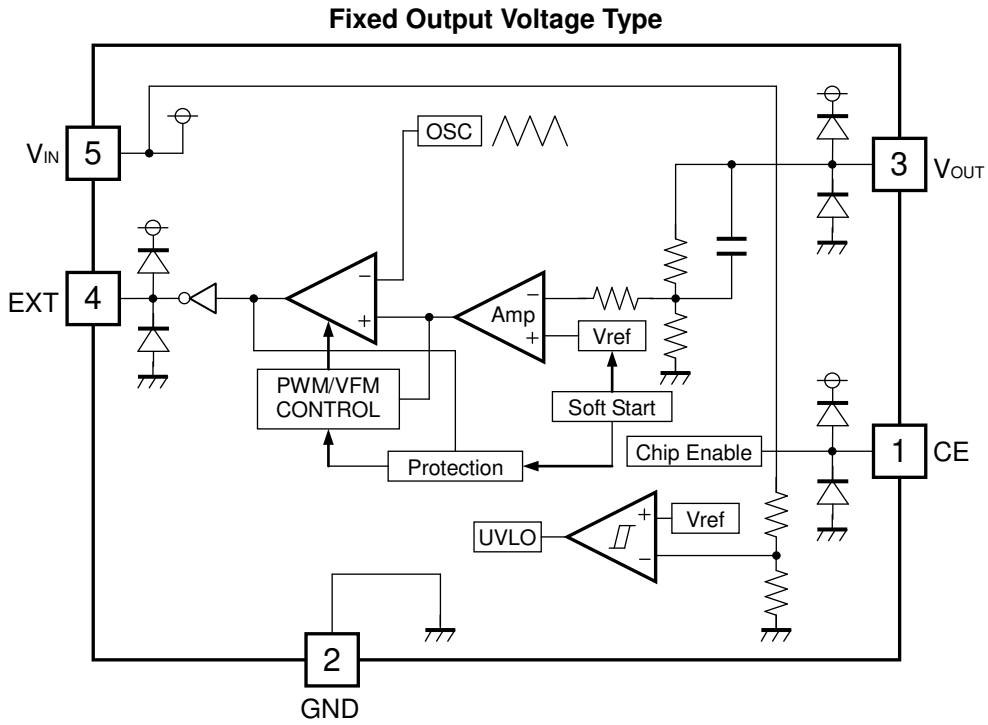 Fixed Output Voltage Type
OSC
VIN
5
3
VOUT
EXT
4
−
+
Amp
−
+
Vref
PWM/VFM
CONTROL
Soft Start
Protection
Chip Enable
1
CE
UVLO
+
−
Vref
2
GND